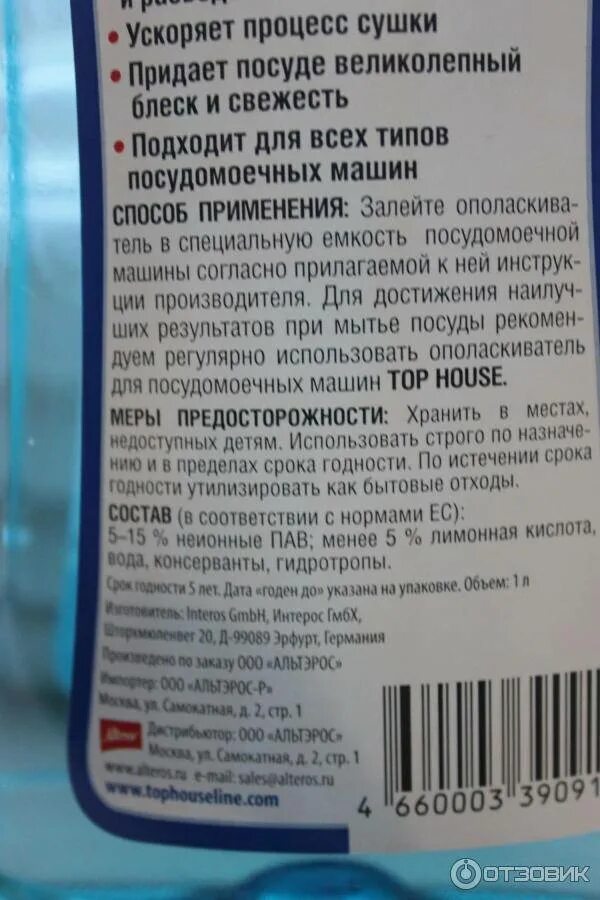 и развод
• Ускоряет процесс сушки
• Придает посуде великолепный
блеск и свежесть
• Подходит для всех типов
посудомоечных машин
СПОСОБ ПРИМЕНЕНИЯ: Залейте ополаскива-
тель в специальную емкость посудомоечной
машины согласно прилагаемой к ней инструк-
ции производителя. Для достижения наилуч-
ших результатов при мытье посуды рекомен-
дуем регулярно использовать ополаскиватель
для посудомоечных машин TOP HOUSE.
МЕРЫ ПРЕДОСТОРОЖНОСТИ: Хранить в местах,
недоступных детям. Использовать строго по назначе-
нию и в пределах срока годности. По истечении срока
годности утилизировать как бытовые отходы.
СОСТАВ (в соответствии с нормами ЕС):
5–15 % неионные ПАВ; менее 5 % лимонная кислота,
вода, консерванты, гидротропы.
Срок годности 5 лет. Дата «годен до» указана на упаковке. Объем: 1 л
Изготовитель: Interos GmbH, Интерос ГмбХ,
Шторкмюленвег 20, Д-99089 Эрфурт, Германия
Произведено по заказу ООО «АЛЬТЭРОС»
Импортер: ООО «АЛЬТЭРОС-Р»
Москва, ул. Самокатная, д. 2, стр. 1
Дистрибьютор: ООО «АЛЬТЭРОС»
Москва, ул. Самокатная, д. 2, стр. 1
www.alteros.ru e-mail: sales@alteros.ru
www.tophouseline.com
4 660003 39091
ОТЗОВИК